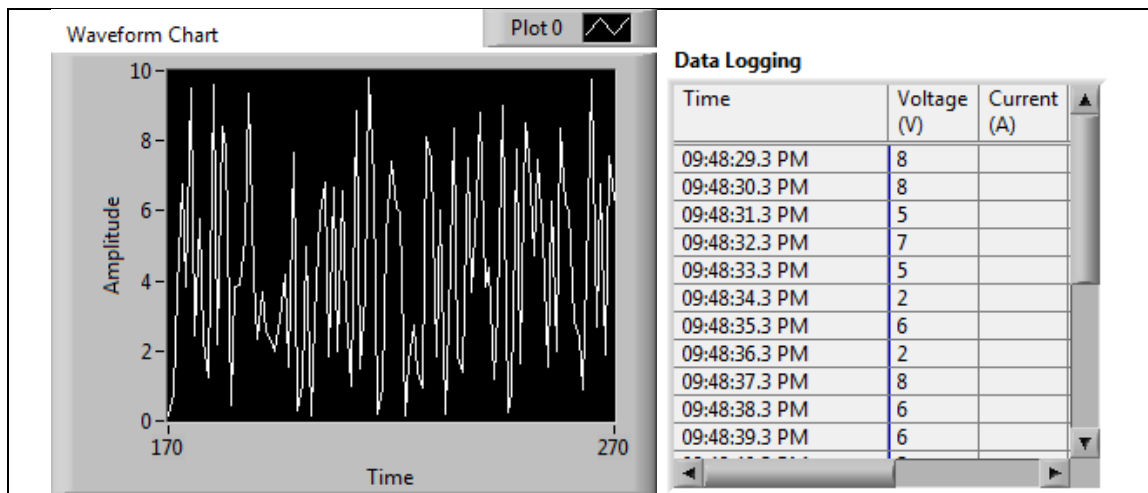 Waveform Chart
Plot 0
Amplitude
10
8
6
4
2
0
170
270
Time
Data Logging
Time Voltage (V) Current (A)
09:48:29.3 PM 8
09:48:30.3 PM 8
09:48:31.3 PM 5
09:48:32.3 PM 7
09:48:33.3 PM 5
09:48:34.3 PM 2
09:48:35.3 PM 6
09:48:36.3 PM 2
09:48:37.3 PM 8
09:48:38.3 PM 6
09:48:39.3 PM 6